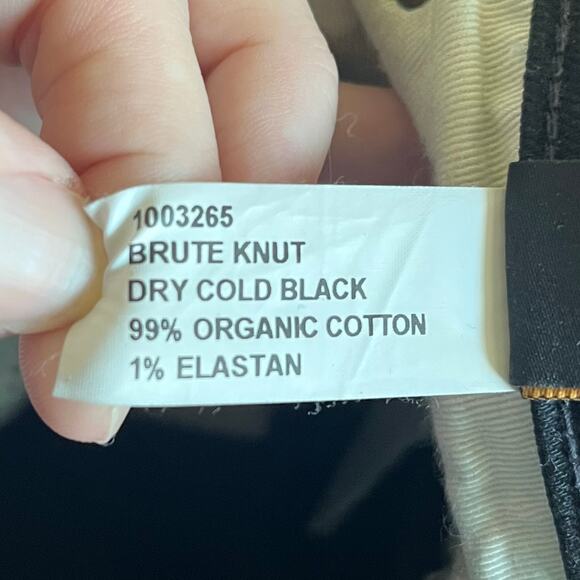 1003265
BRUTE KNUT
DRY COLD BLACK
99% ORGANIC COTTON
1% ELASTAN